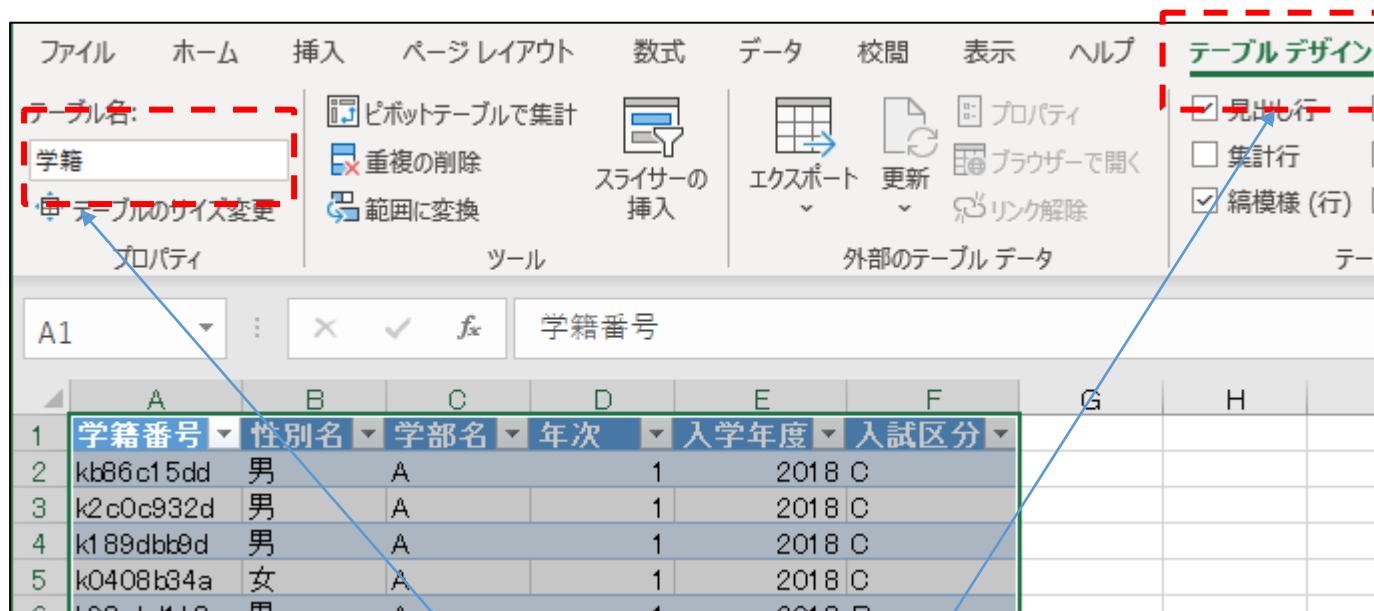 ファイル ホーム 挿入 ページ レイアウト 数式 データ 校閲 表示 ヘルプ テーブル デザイン
テーブル名:
学籍
テーブルのサイズ変更
プロパティ
ピボットテーブルで集計
重複の削除
範囲に変換
スライサーの
挿入
ツール
エクスポート
更新
プロパティ
ブラウザーで開く
リンク解除
外部のテーブル データ
見出し行
集計行
縞模様 (行)
テー
A1 fx 学籍番号
A B C D E F G H
1 学籍番号 性別名 学部名 年次 入学年度 入試区分
2 kb86c15dd 男 A 1 2018 C
3 k2c0c932d 男 A 1 2018 C
4 k189dbb9d 男 A 1 2018 C
5 k0408b34a 女 A 1 2018 C